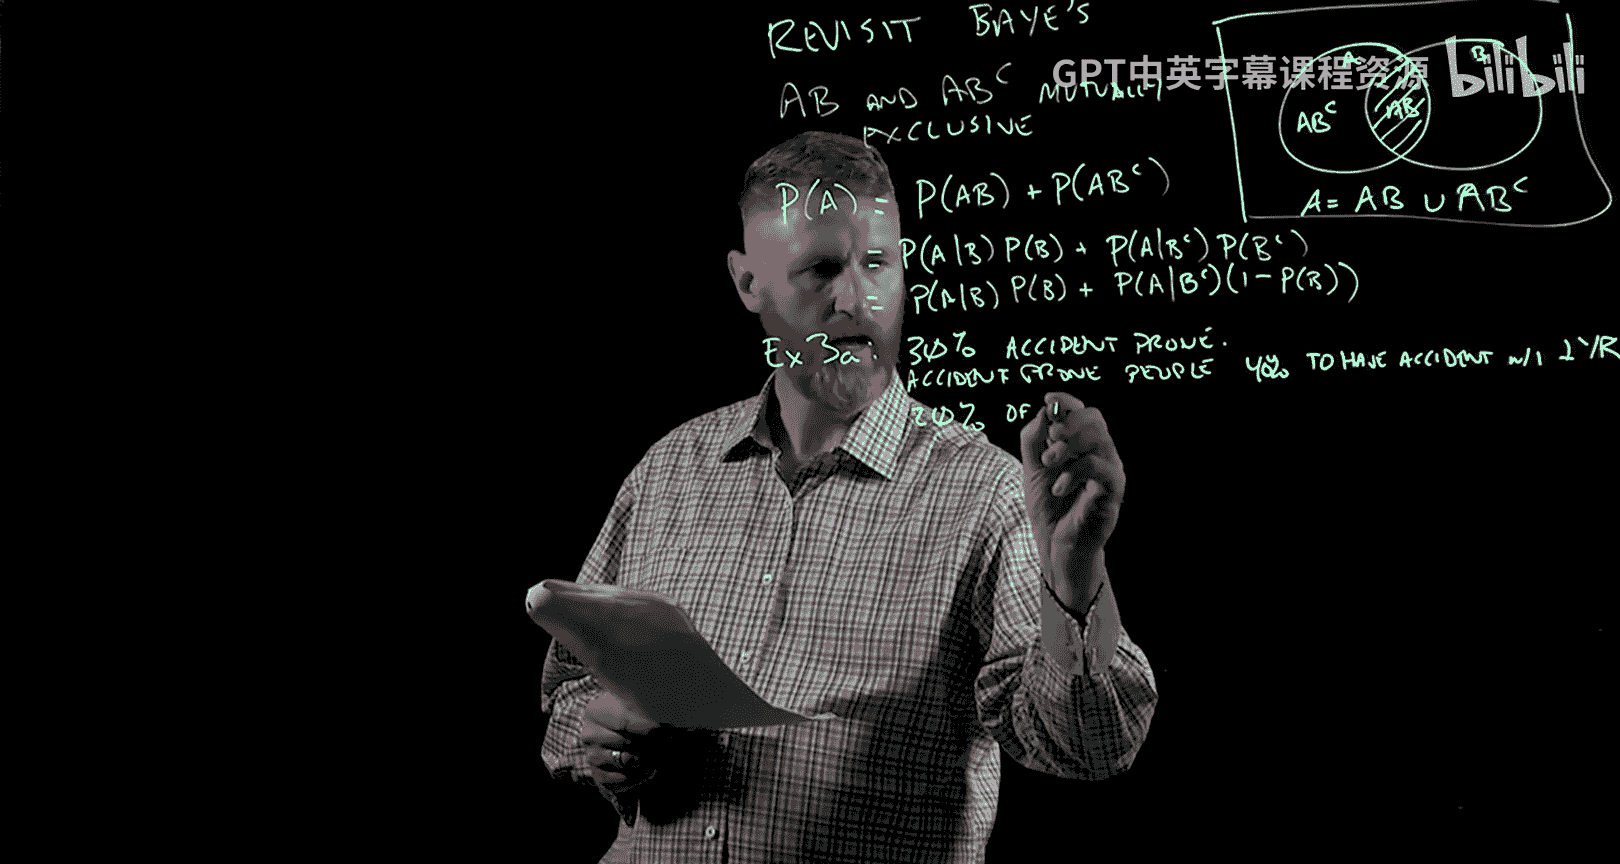 REVISIT BAYE'S
GPT中英字幕课程资源 bilibili
AB AND AB^c MUTUALLY
EXCLUSIVE
P(A) = P(AB) + P(AB^c)
= P(A|B) P(B) + P(A|B^c) P(B^c)
= P(A|B) P(B) + P(A|B^c)(1-P(B))
Ex 3a: 30% ACCIDENT PRONE.
ACCIDENT PRONE PEOPLE 40% TO HAVE ACCIDENT w/i 1 YR
20% OF
A B
AB^c AB
A = AB ∪ AB^c